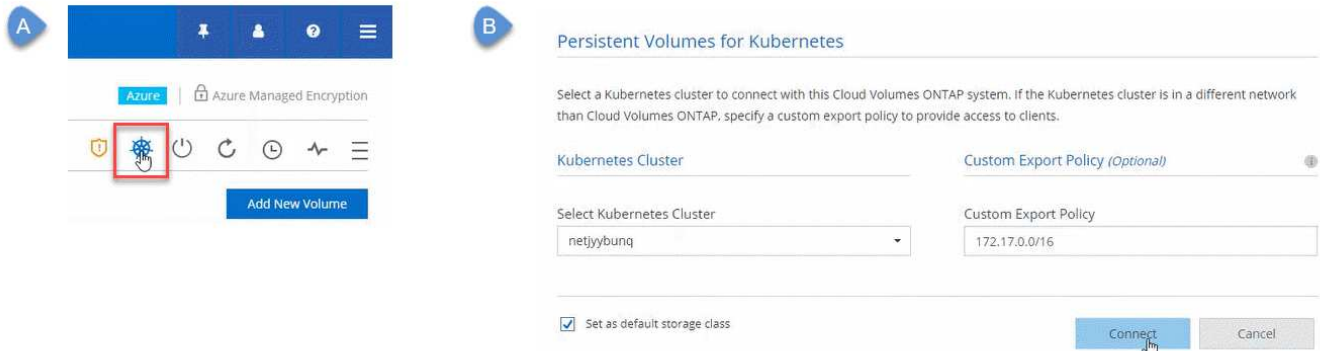 A
Azure
Azure Managed Encryption
Add New Volume
B
Persistent Volumes for Kubernetes
Select a Kubernetes cluster to connect with this Cloud Volumes ONTAP system. If the Kubernetes cluster is in a different network
than Cloud Volumes ONTAP, specify a custom export policy to provide access to clients.
Kubernetes Cluster
Custom Export Policy (Optional)
Select Kubernetes Cluster
Custom Export Policy
netjyybunq
172.17.0.0/16
Set as default storage class
Connect
Cancel